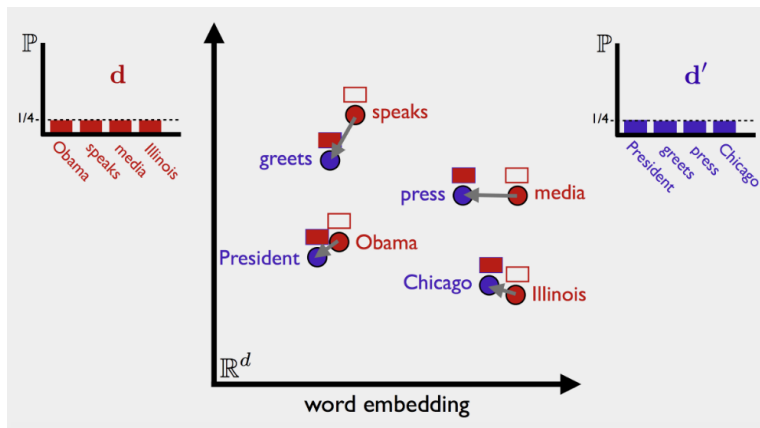 ℙ
d
1/4
Obama
speaks
media
Illinois
speaks
greets
press
media
Obama
President
Chicago
Illinois
ℝᵈ
word embedding
ℙ
d′
1/4
President
greets
press
Chicago